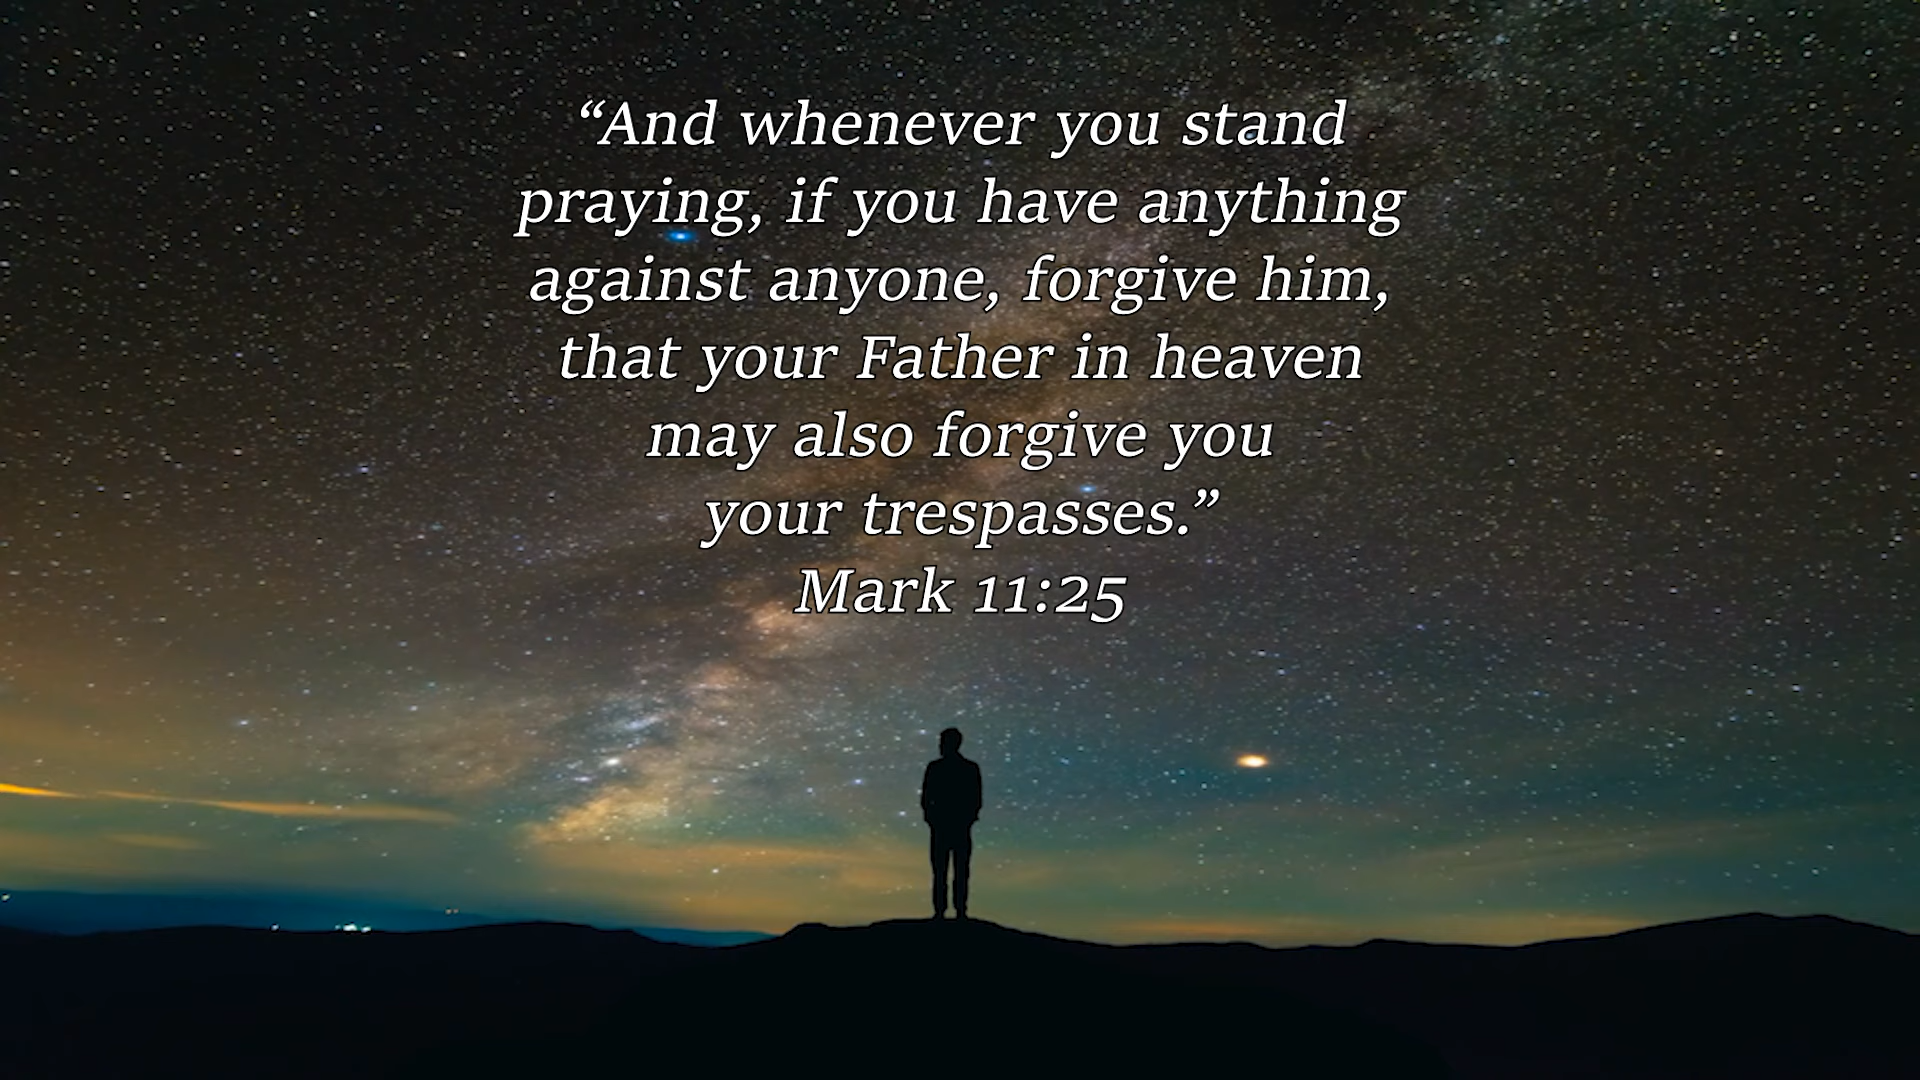 “And whenever you stand
praying, if you have anything
against anyone, forgive him,
that your Father in heaven
may also forgive you
your trespasses.”
Mark 11:25